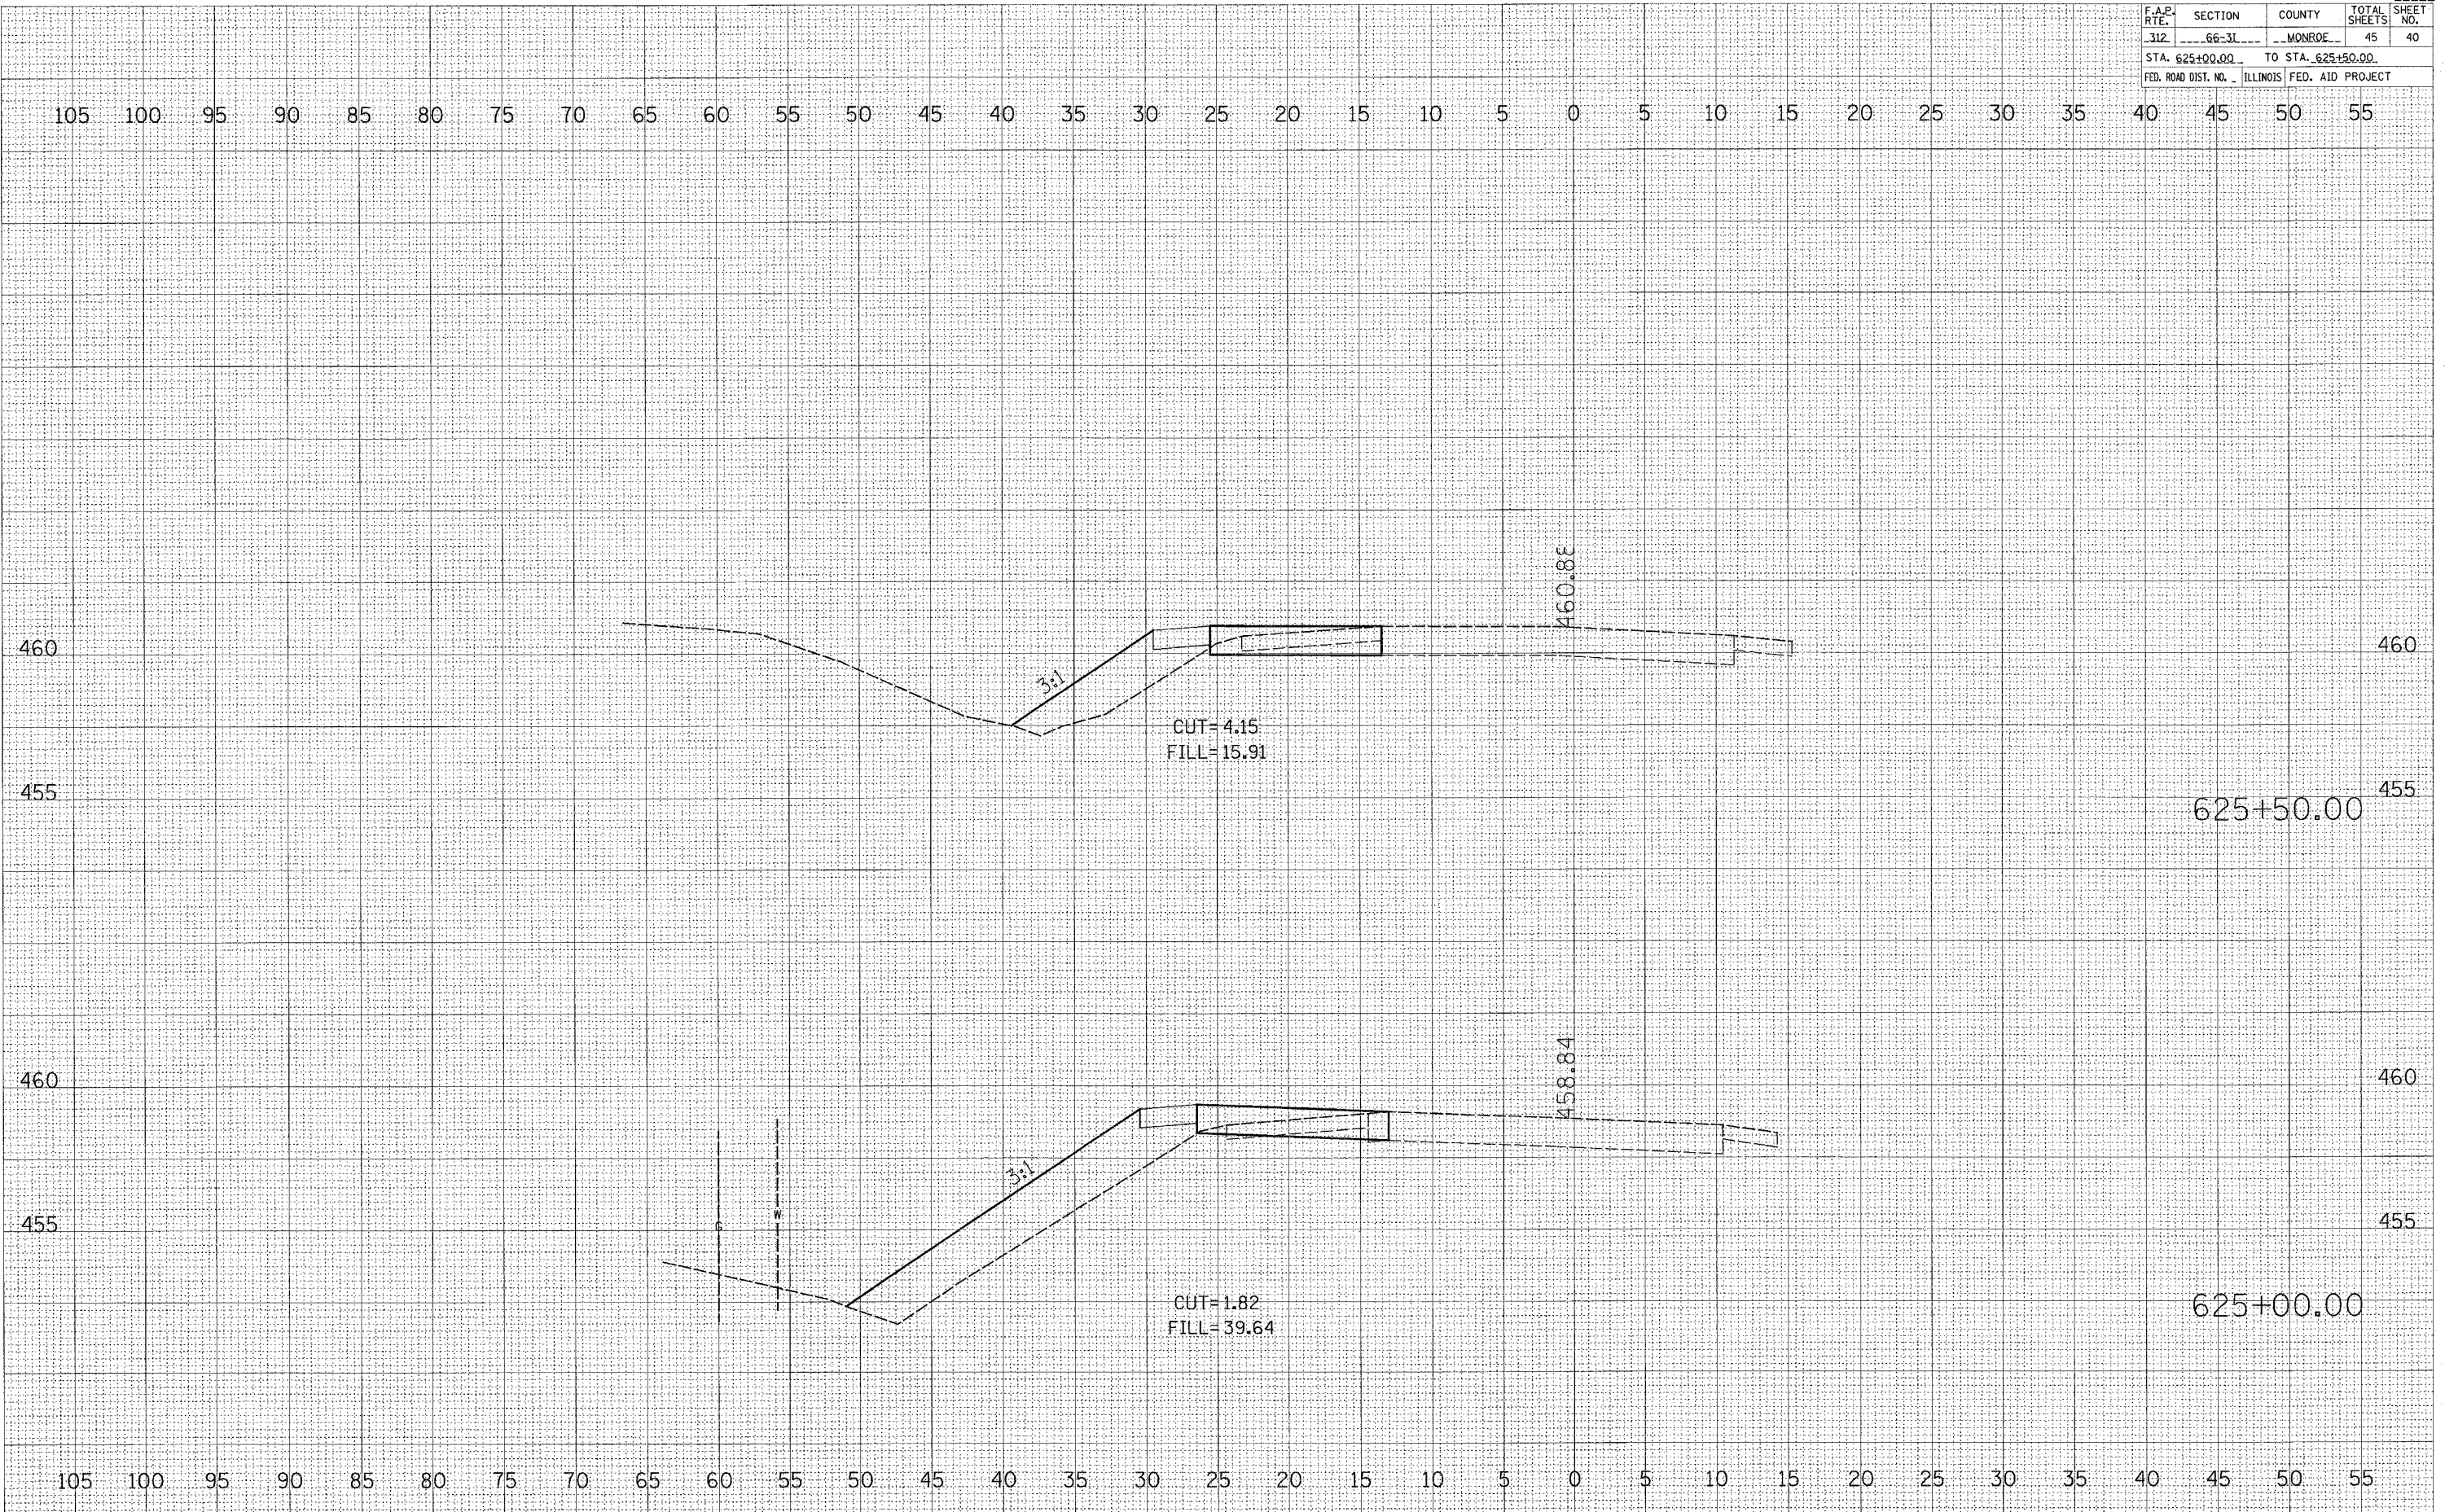 F.A.P. RTE. SECTION COUNTY TOTAL SHEETS SHEET NO.
312 66-3I MONROE 45 40
STA. 625+00.00 TO STA. 625+50.00
FED. ROAD DIST. NO. _ ILLINOIS FED. AID PROJECT
105 100 95 90 85 80 75 70 65 60 55 50 45 40 35 30 25 20 15 10 5 0 5 10 15 20 25 30 35 40 45 50 55
460.88
460 460
3:1
CUT=4.15
FILL=15.91
455 455
625+50.00
458.84
460 460
3:1
G W
455 455
CUT=1.82
FILL=39.64
625+00.00
105 100 95 90 85 80 75 70 65 60 55 50 45 40 35 30 25 20 15 10 5 0 5 10 15 20 25 30 35 40 45 50 55